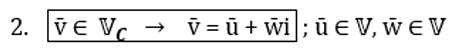 2. v̄ ∈ 𝕍_C → v̄ = ū + w̄i ; ū ∈ 𝕍, w̄ ∈ 𝕍